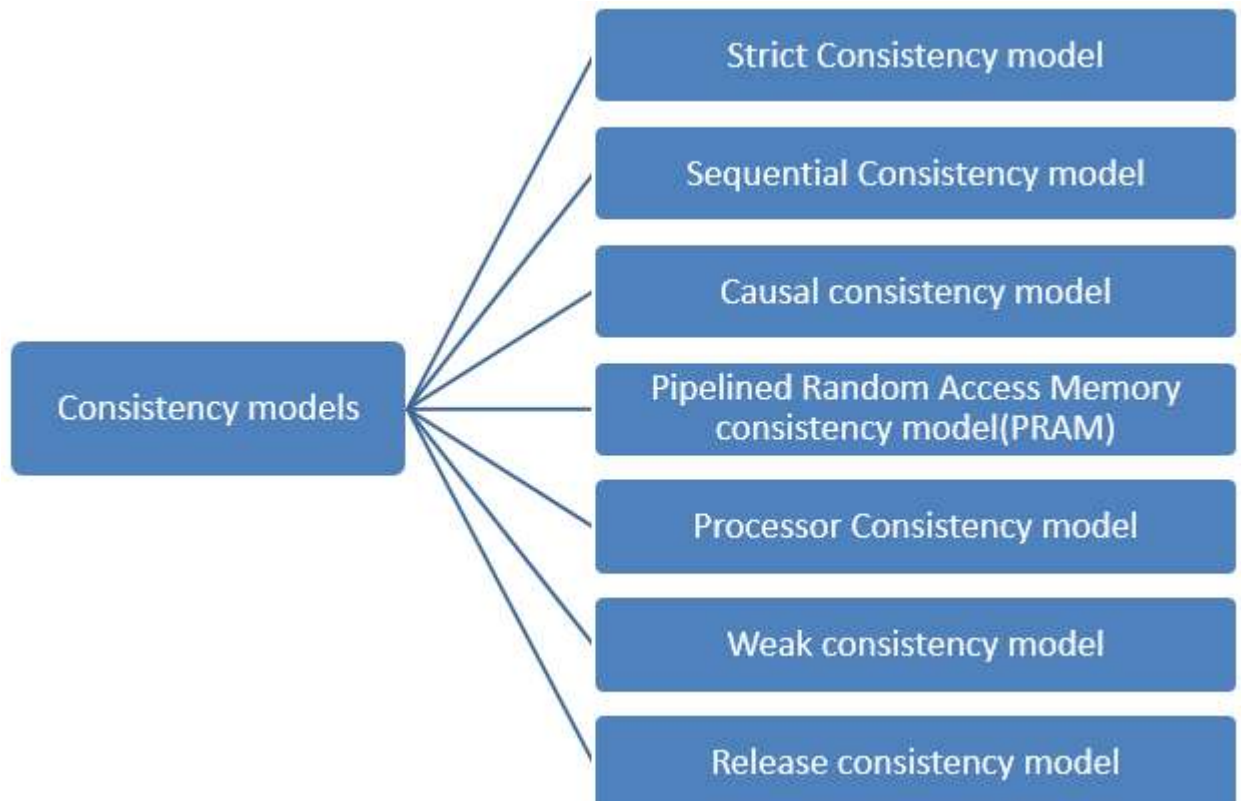 Strict Consistency model
Sequential Consistency model
Causal consistency model
Consistency models
Pipelined Random Access Memory
consistency model(PRAM)
Processor Consistency model
Weak consistency model
Release consistency model